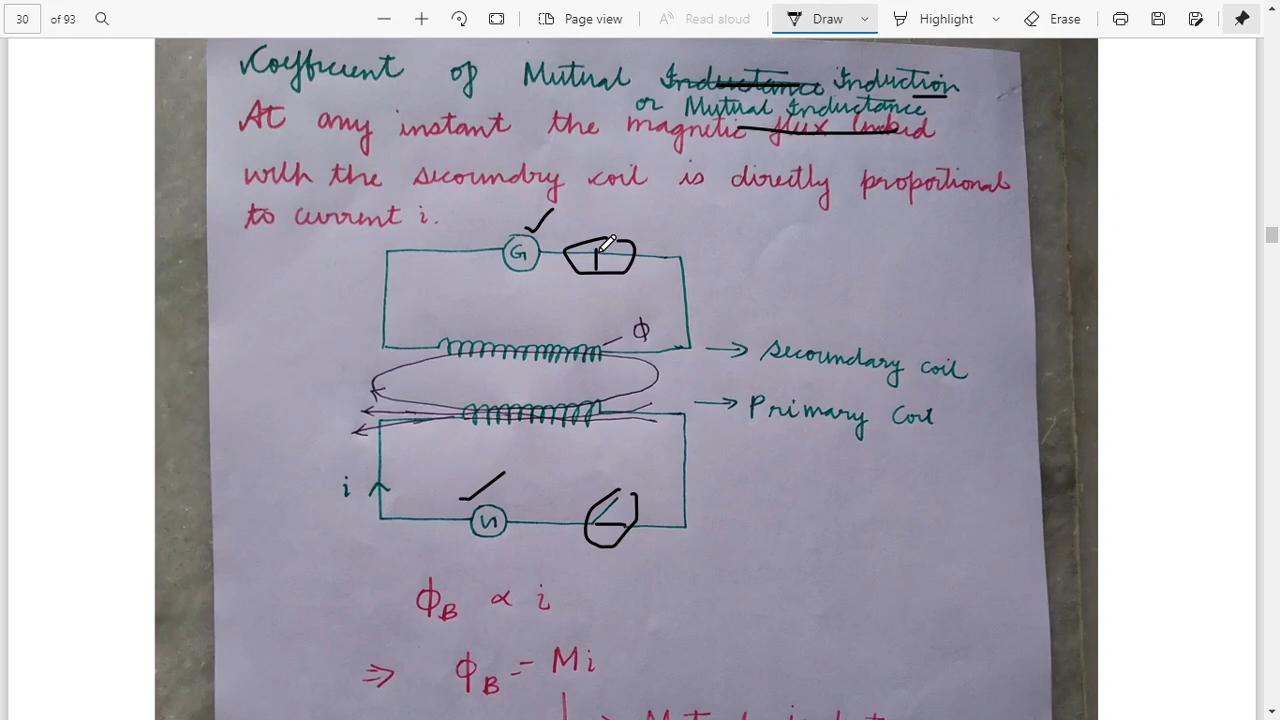 30 of 93
Page view
Read aloud
Draw
Highlight
Erase
Coefficient of Mutual Inductance Induction
or Mutual Inductance
At any instant the magnetic flux linked
with the secoundry coil is directly proportional
to current i.
G
ϕ
→ Secoundary coil
→ Primary Coil
i
ϕB ∝ i
⇒ ϕB = Mi